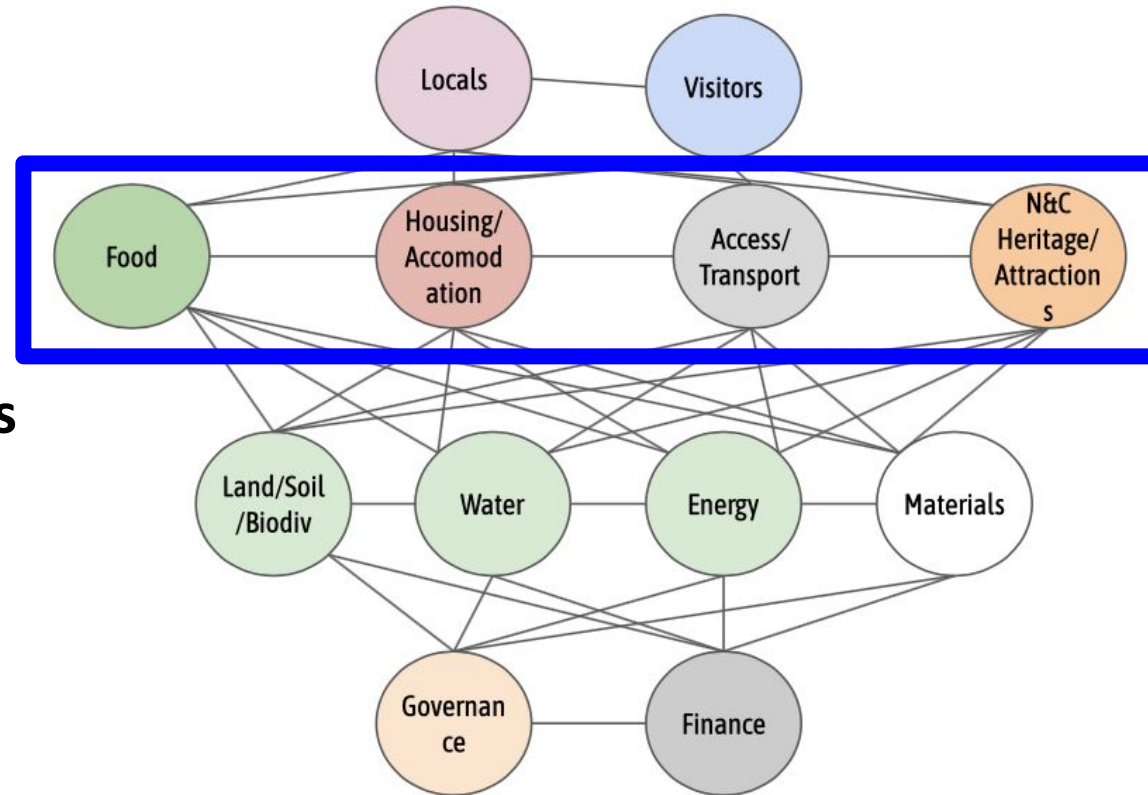 Locals
Visitors
Food
Housing/
Accomod
ation
Access/
Transport
N&C
Heritage/
Attraction
s
s
Land/Soil
/Biodiv
Water
Energy
Materials
Governan
ce
Finance